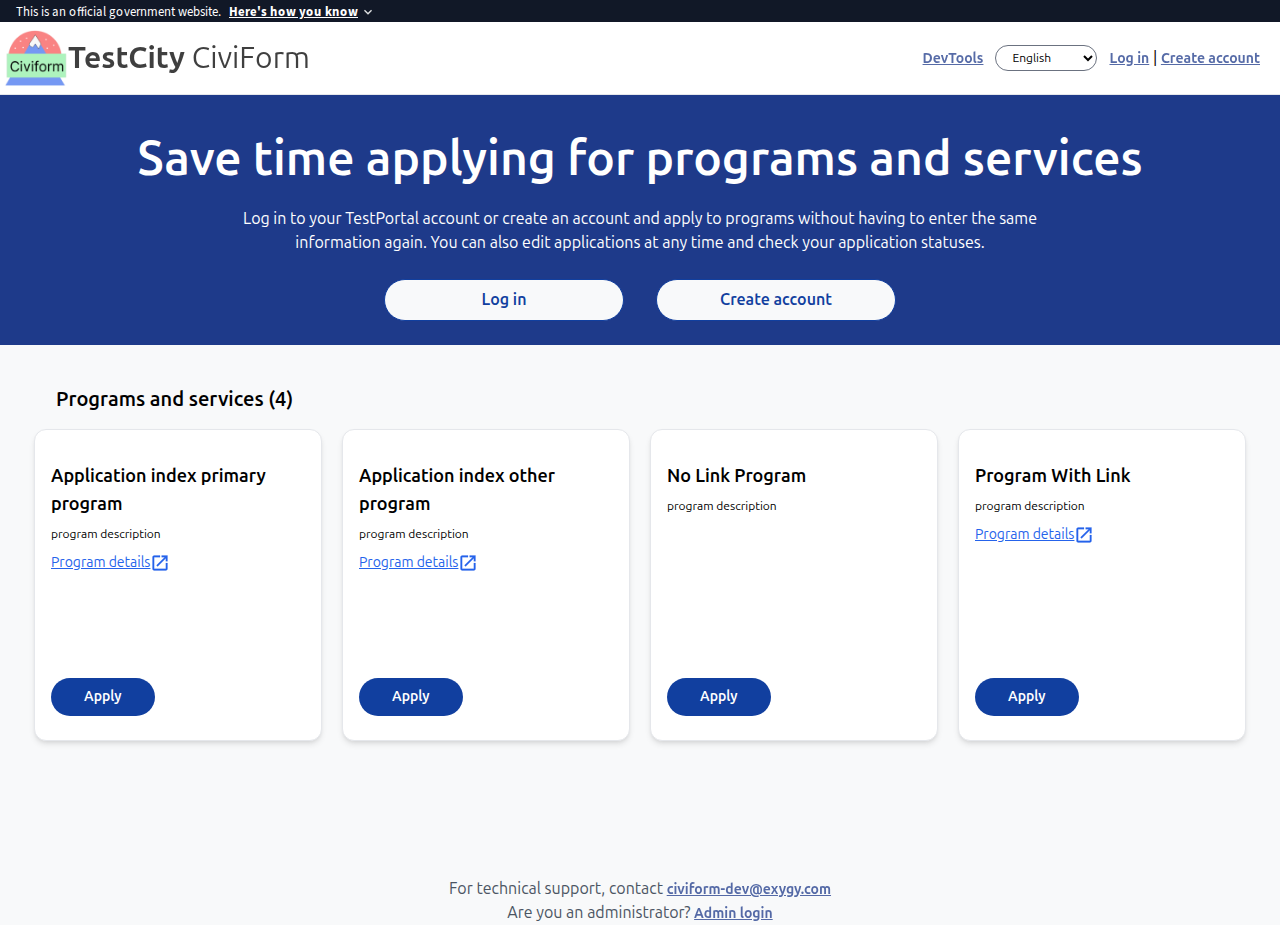 This is an official government website. Here's how you know
Civiform
TestCity CiviForm
DevTools English Log in | Create account
Save time applying for programs and services
Log in to your TestPortal account or create an account and apply to programs without having to enter the same
information again. You can also edit applications at any time and check your application statuses.
Log in Create account
Programs and services (4)
Application index primary
program
program description
Program details
Apply
Application index other
program
program description
Program details
Apply
No Link Program
program description
Apply
Program With Link
program description
Program details
Apply
For technical support, contact civiform-dev@exygy.com
Are you an administrator? Admin login